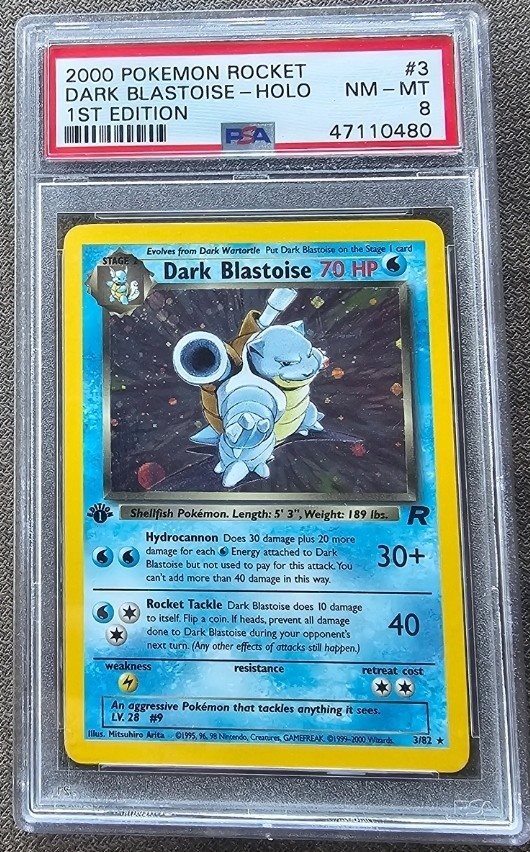 2000 POKEMON ROCKET #3
DARK BLASTOISE - HOLO NM - MT
1ST EDITION 8
PSA 47110480
Evolves from Dark Wartortle Put Dark Blastoise on the Stage 1 card
STAGE 2
Dark Blastoise 70 HP
EDITION
1
Shellfish Pokémon. Length: 5' 3", Weight: 189 lbs.
R
Hydrocannon Does 30 damage plus 20 more
damage for each Energy attached to Dark
Blastoise but not used to pay for this attack. You
can't add more than 40 damage in this way.
30+
Rocket Tackle Dark Blastoise does 10 damage
to itself. Flip a coin. If heads, prevent all damage
done to Dark Blastoise during your opponent's
next turn. (Any other effects of attacks still happen.)
40
weakness resistance retreat cost
An aggressive Pokémon that tackles anything it sees.
LV. 28 #9
Illus. Mitsuhiro Arita ©1995, 96, 98 Nintendo, Creatures, GAMEFREAK. ©1999-2000 Wizards. 3/82 ★